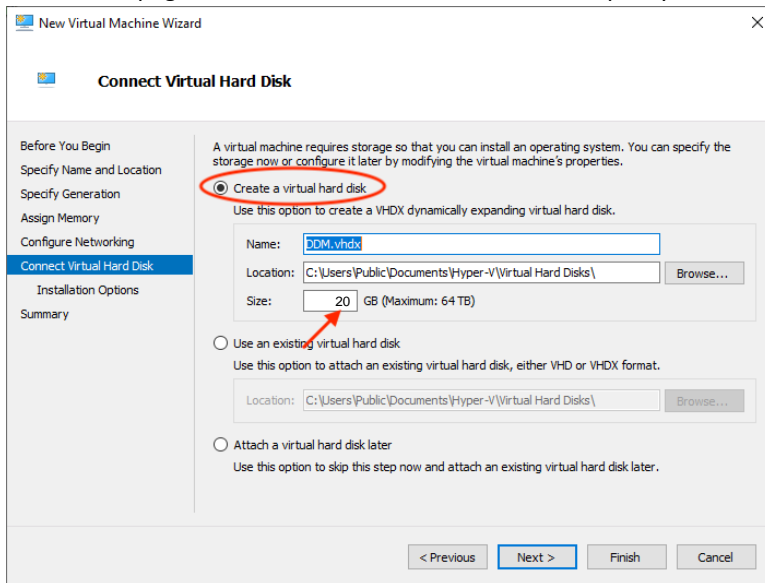 New Virtual Machine Wizard
Connect Virtual Hard Disk
Before You Begin
Specify Name and Location
Specify Generation
Assign Memory
Configure Networking
Connect Virtual Hard Disk
Installation Options
Summary
A virtual machine requires storage so that you can install an operating system. You can specify the
storage now or configure it later by modifying the virtual machine's properties.
Create a virtual hard disk
Use this option to create a VHDX dynamically expanding virtual hard disk.
Name: DDM.vhdx
Location: C:\Users\Public\Documents\Hyper-V\Virtual Hard Disks\ Browse...
Size: 20 GB (Maximum: 64 TB)
Use an existing virtual hard disk
Use this option to attach an existing virtual hard disk, either VHD or VHDX format.
Location: C:\Users\Public\Documents\Hyper-V\Virtual Hard Disks\ Browse...
Attach a virtual hard disk later
Use this option to skip this step now and attach an existing virtual hard disk later.
< Previous Next > Finish Cancel